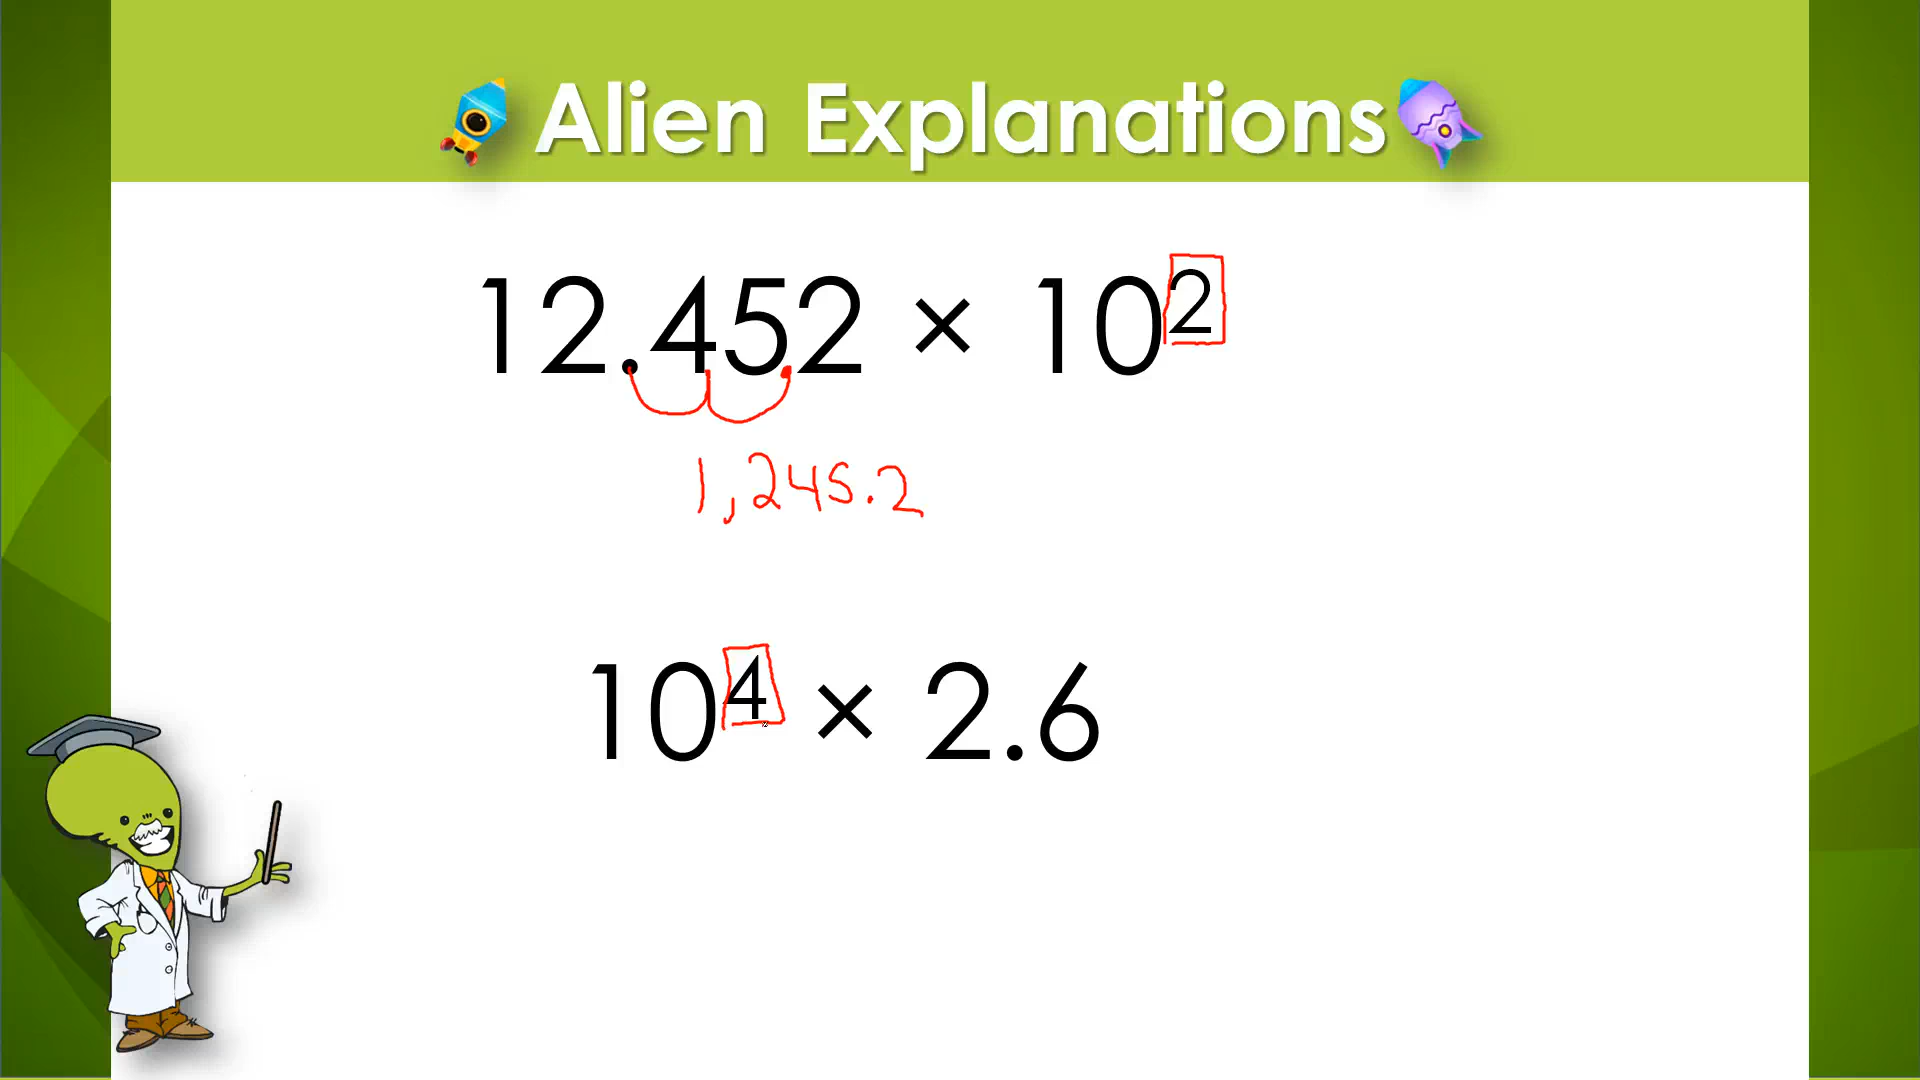 Alien Explanations
12.452 × 10²
1,245.2
10⁴ × 2.6